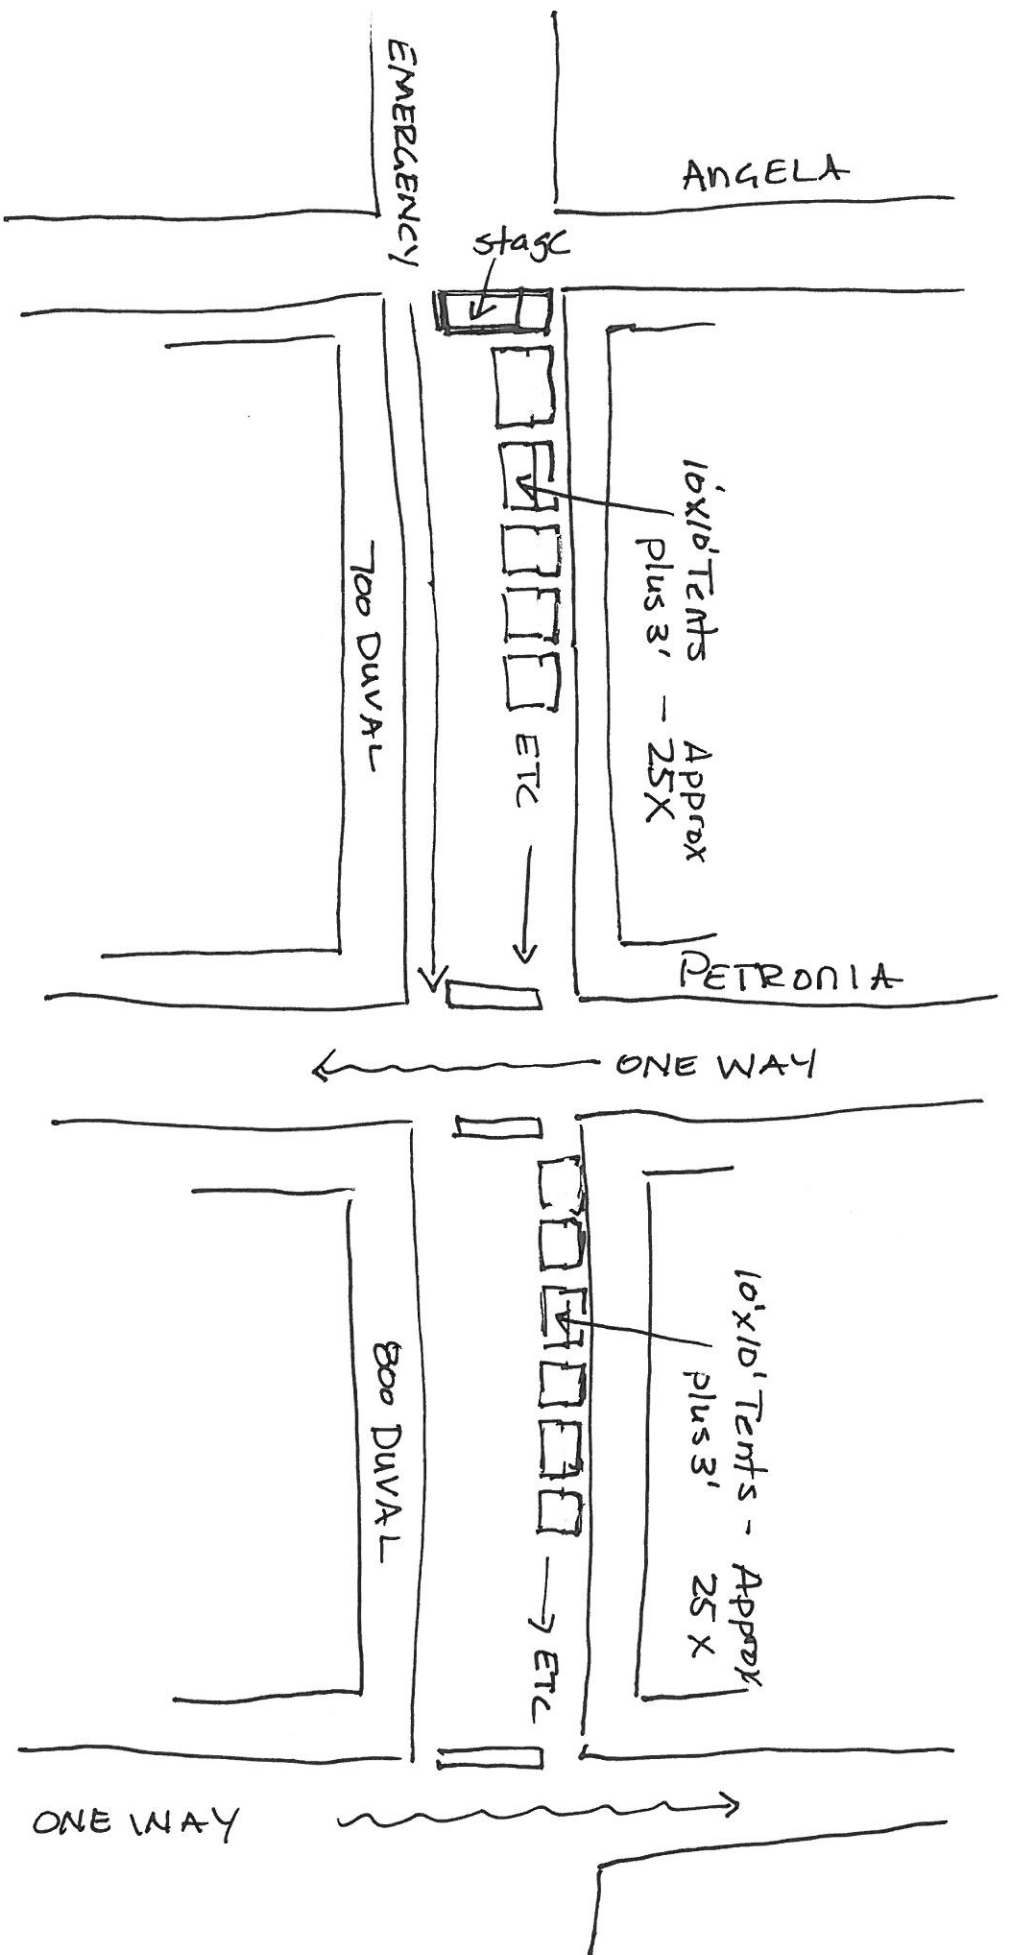 EMERGENCY
ANGELA
stage
10'x10' Tents - Approx
plus 3' 25X
700 DUVAL
ETC
PETRONIA
ONE WAY
10'x10' Tents - Approx
plus 3' 25X
800 DUVAL
ETC
ONE WAY